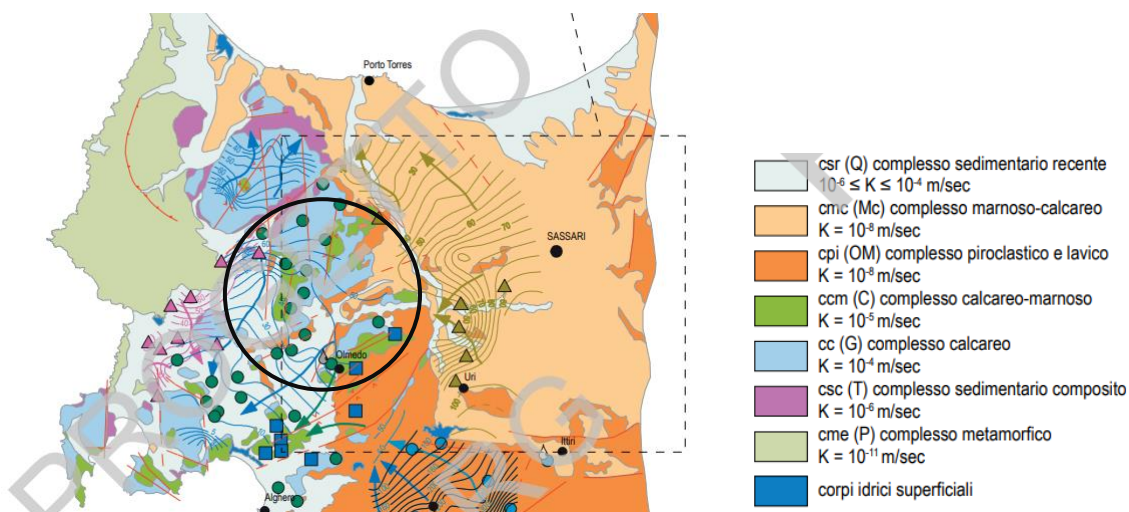 Porto Torres
SASSARI
Olmedo
Uri
Ittiri
Alghero
csr (Q) complesso sedimentario recente
10⁻⁶ ≤ K ≤ 10⁻⁴ m/sec
cmc (Mc) complesso marnoso-calcareo
K = 10⁻⁸ m/sec
cpi (OM) complesso piroclastico e lavico
K = 10⁻⁸ m/sec
ccm (C) complesso calcareo-marnoso
K = 10⁻⁵ m/sec
cc (G) complesso calcareo
K = 10⁻⁴ m/sec
csc (T) complesso sedimentario composito
K = 10⁻⁶ m/sec
cme (P) complesso metamorfico
K = 10⁻¹¹ m/sec
corpi idrici superficiali